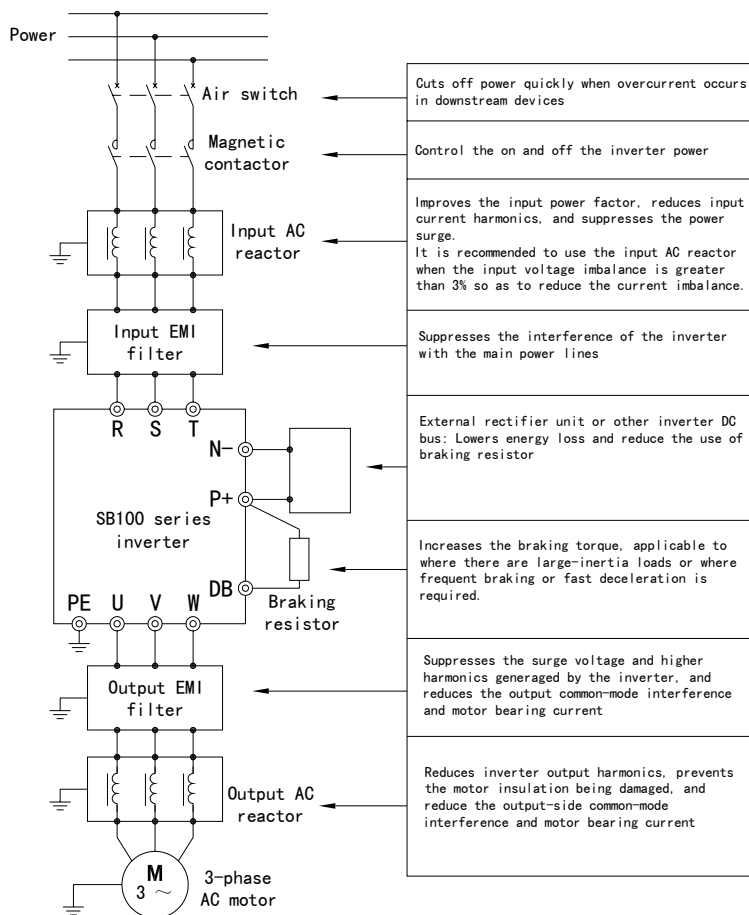 Power
Air switch
Cuts off power quickly when overcurrent occurs
in downstream devices
Magnetic
contactor
Control the on and off the inverter power
Input AC
reactor
Improves the input power factor, reduces input
current harmonics, and suppresses the power
surge.
It is recommended to use the input AC reactor
when the input voltage imbalance is greater
than 3% so as to reduce the current imbalance.
Input EMI
filter
Suppresses the interference of the inverter
with the main power lines
R S T
N-
P+
DB
SB100 series
inverter
External rectifier unit or other inverter DC
bus: Lowers energy loss and reduce the use of
braking resistor
Braking
resistor
Increases the braking torque, applicable to
where there are large-inertia loads or where
frequent braking or fast deceleration is
required.
PE U V W
Output EMI
filter
Suppresses the surge voltage and higher
harmonics generaged by the inverter, and
reduces the output common-mode interference
and motor bearing current
Output AC
reactor
Reduces inverter output harmonics, prevents
the motor insulation being damaged, and
reduce the output-side common-mode
interference and motor bearing current
M
3 ~
3-phase
AC motor